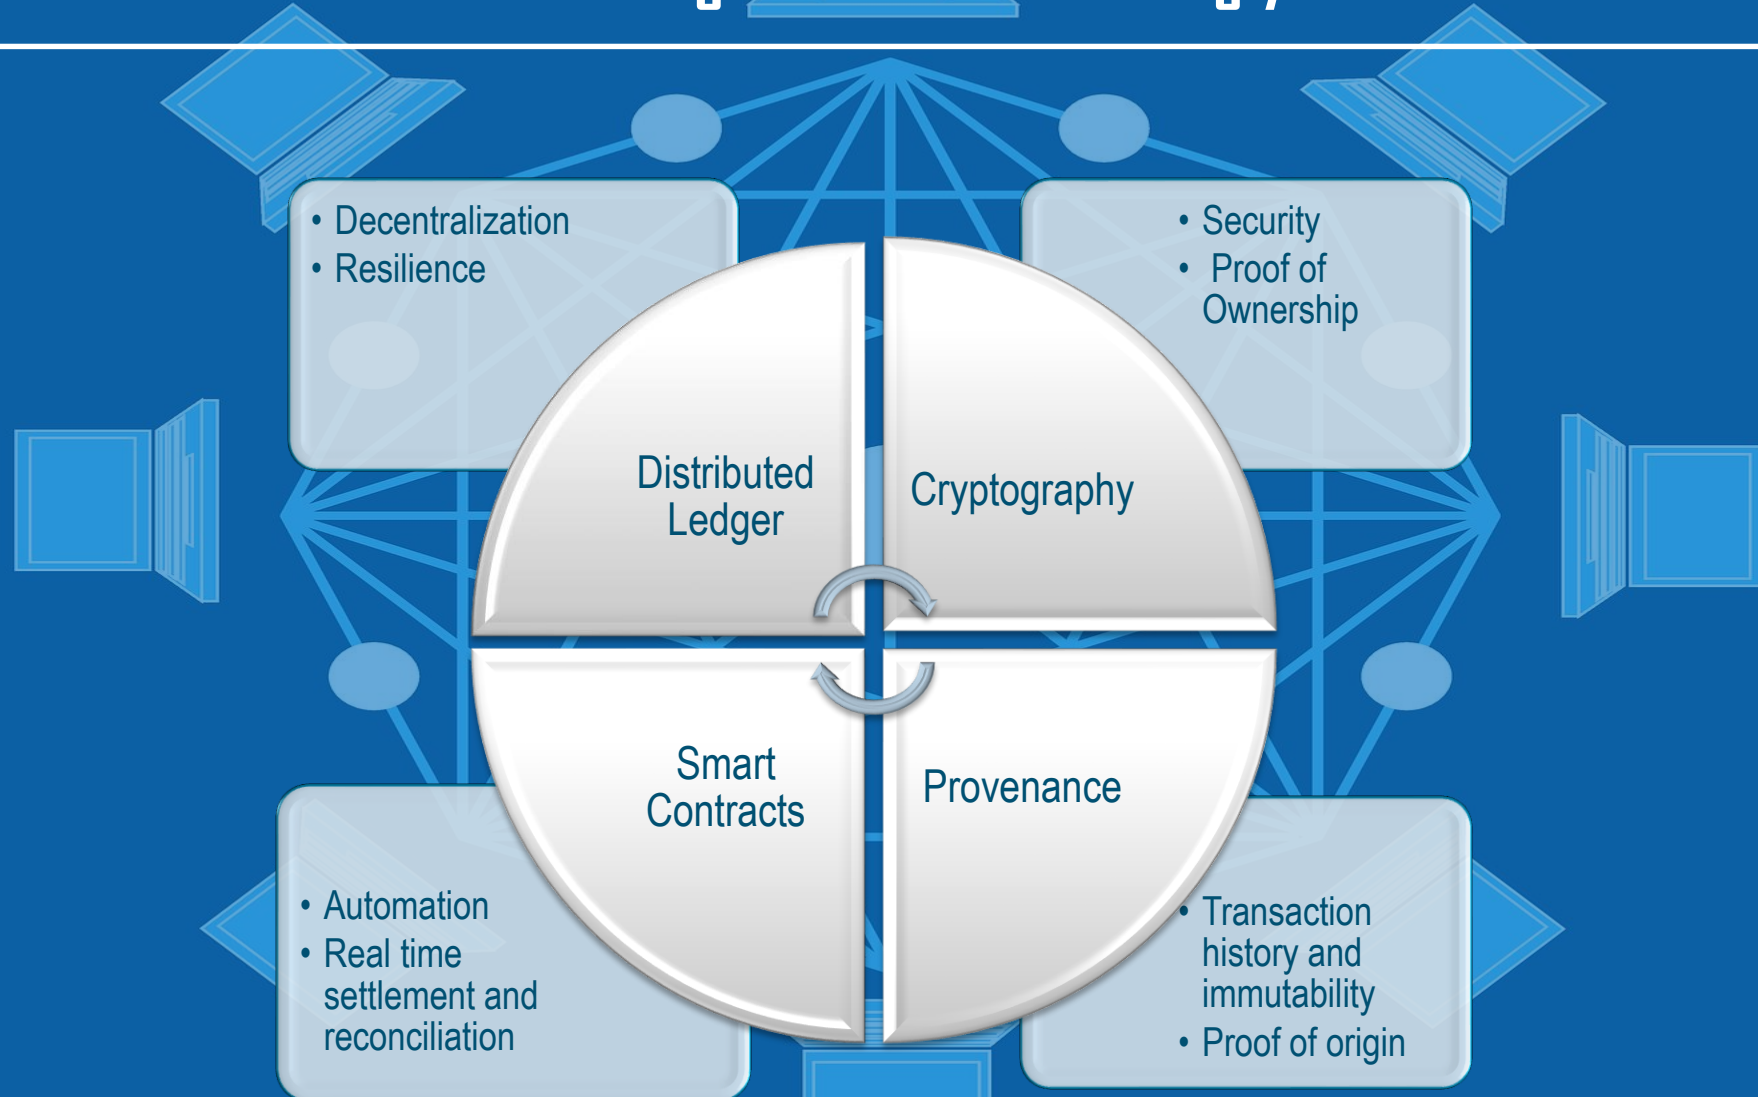 • Decentralization
• Resilience
• Security
• Proof of
Ownership
Distributed
Ledger
Cryptography
Smart
Contracts
Provenance
• Automation
• Real time
settlement and
reconciliation
• Transaction
history and
immutability
• Proof of origin